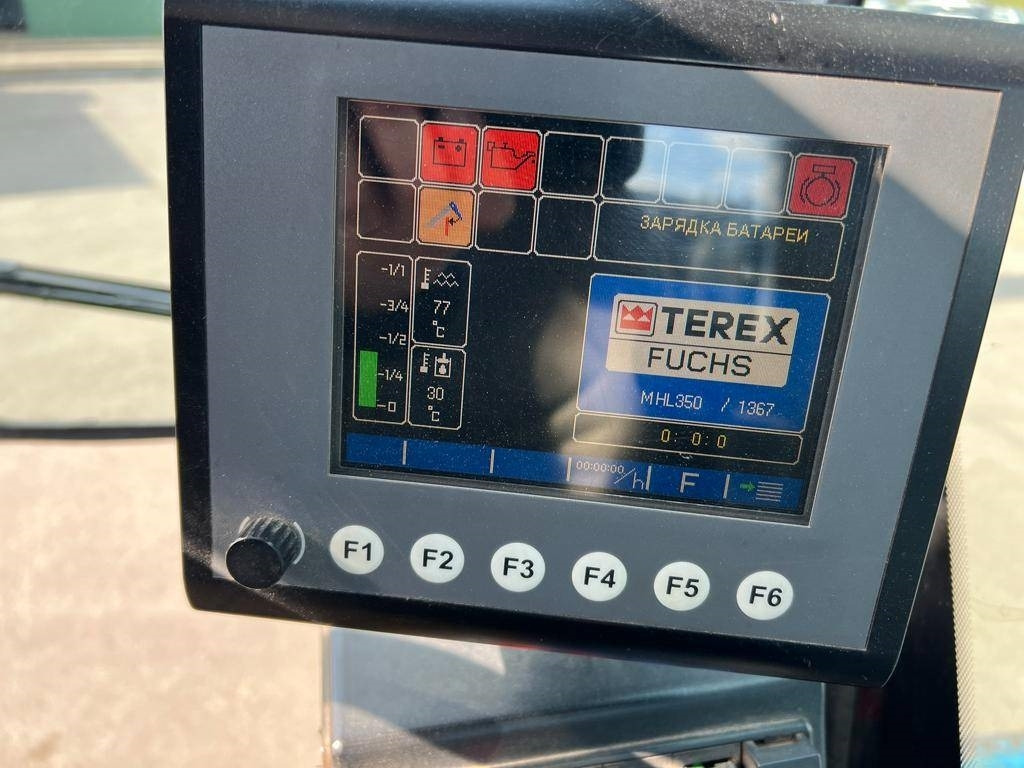 ЗАРЯДКА БАТАРЕИ
-1/1
-3/4
-1/2
-1/4
-0
77
°C
30
°C
TEREX
FUCHS
MHL350 / 1367
0: 0: 0
00:00:00/h
F
F1 F2 F3 F4 F5 F6